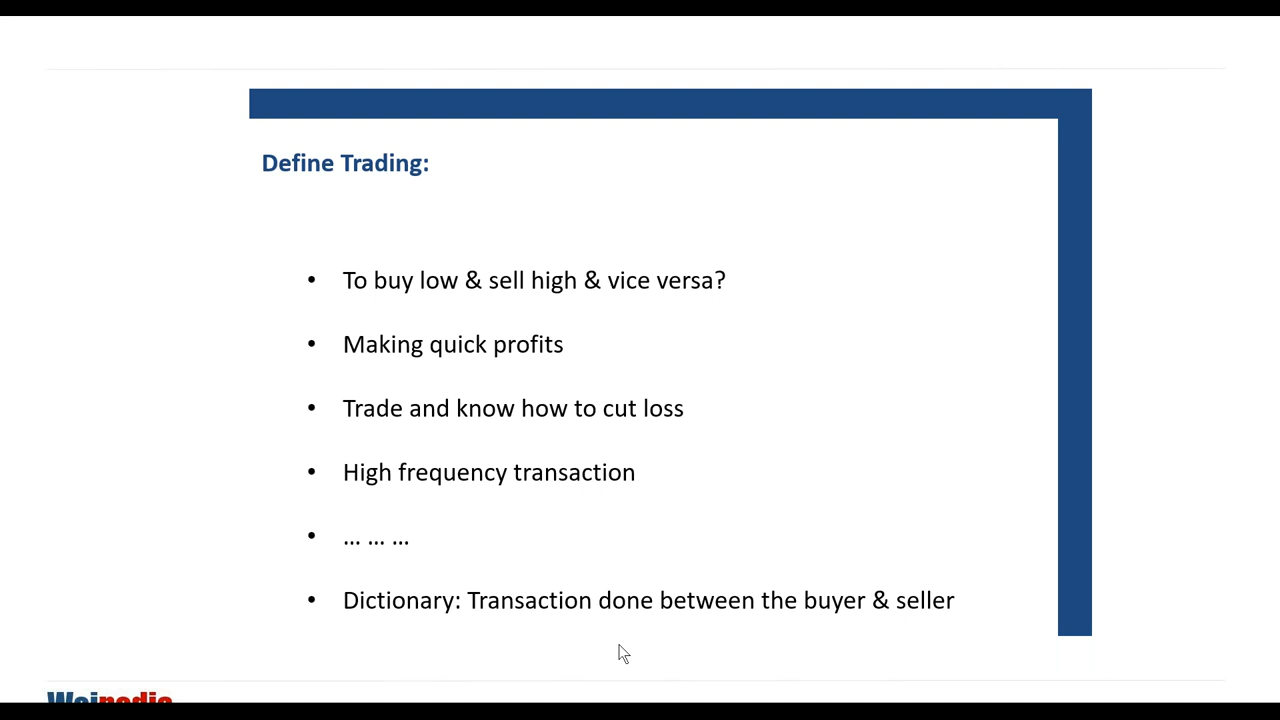 Define Trading:
• To buy low & sell high & vice versa?
• Making quick profits
• Trade and know how to cut loss
• High frequency transaction
• ... ... ...
• Dictionary: Transaction done between the buyer & seller